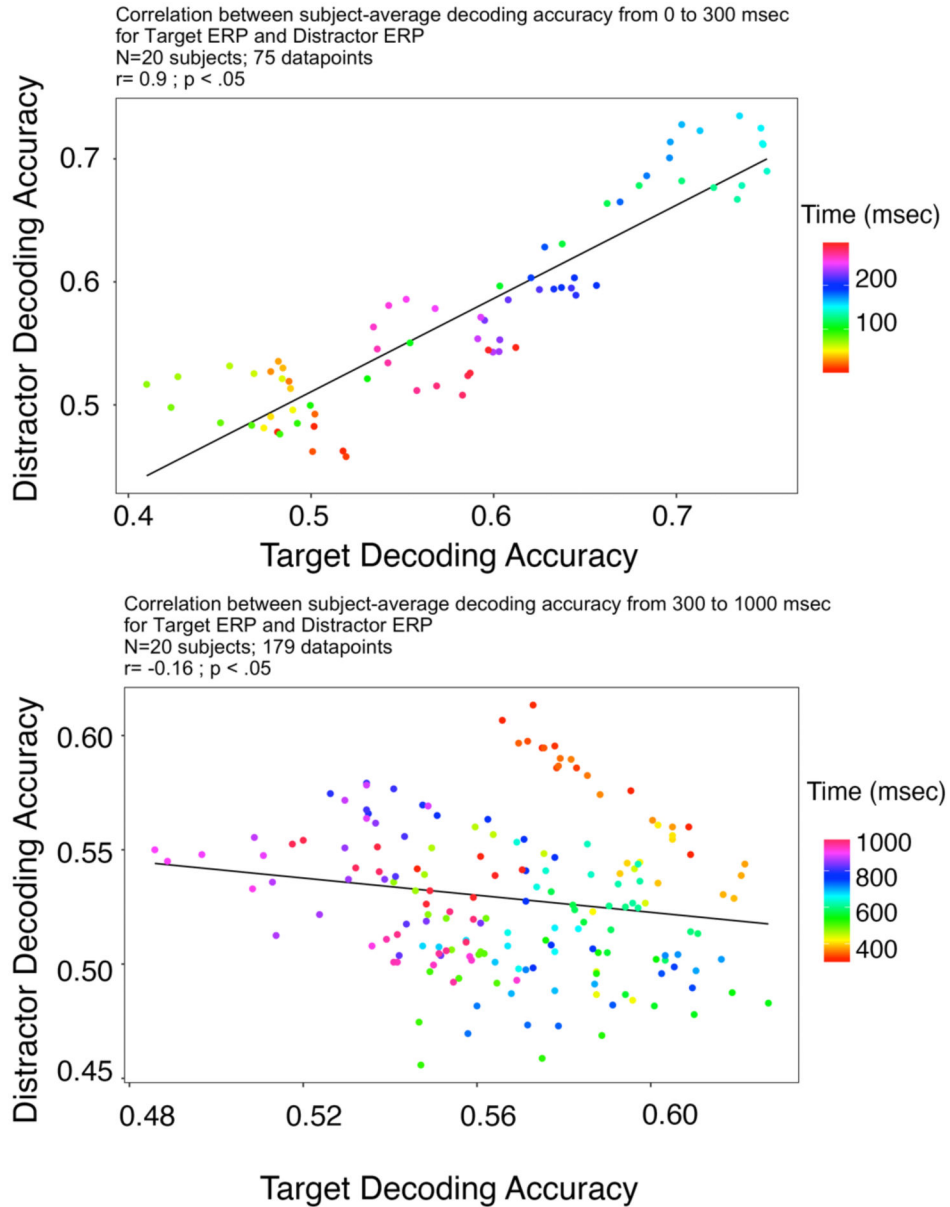 Correlation between subject-average decoding accuracy from 0 to 300 msec
for Target ERP and Distractor ERP
N=20 subjects; 75 datapoints
r= 0.9 ; p < .05
Distractor Decoding Accuracy
0.7
0.6
0.5
0.4
0.5
0.6
0.7
Target Decoding Accuracy
Time (msec)
200
100
Correlation between subject-average decoding accuracy from 300 to 1000 msec
for Target ERP and Distractor ERP
N=20 subjects; 179 datapoints
r= -0.16 ; p < .05
Distractor Decoding Accuracy
0.60
0.55
0.50
0.45
0.48
0.52
0.56
0.60
Target Decoding Accuracy
Time (msec)
1000
800
600
400